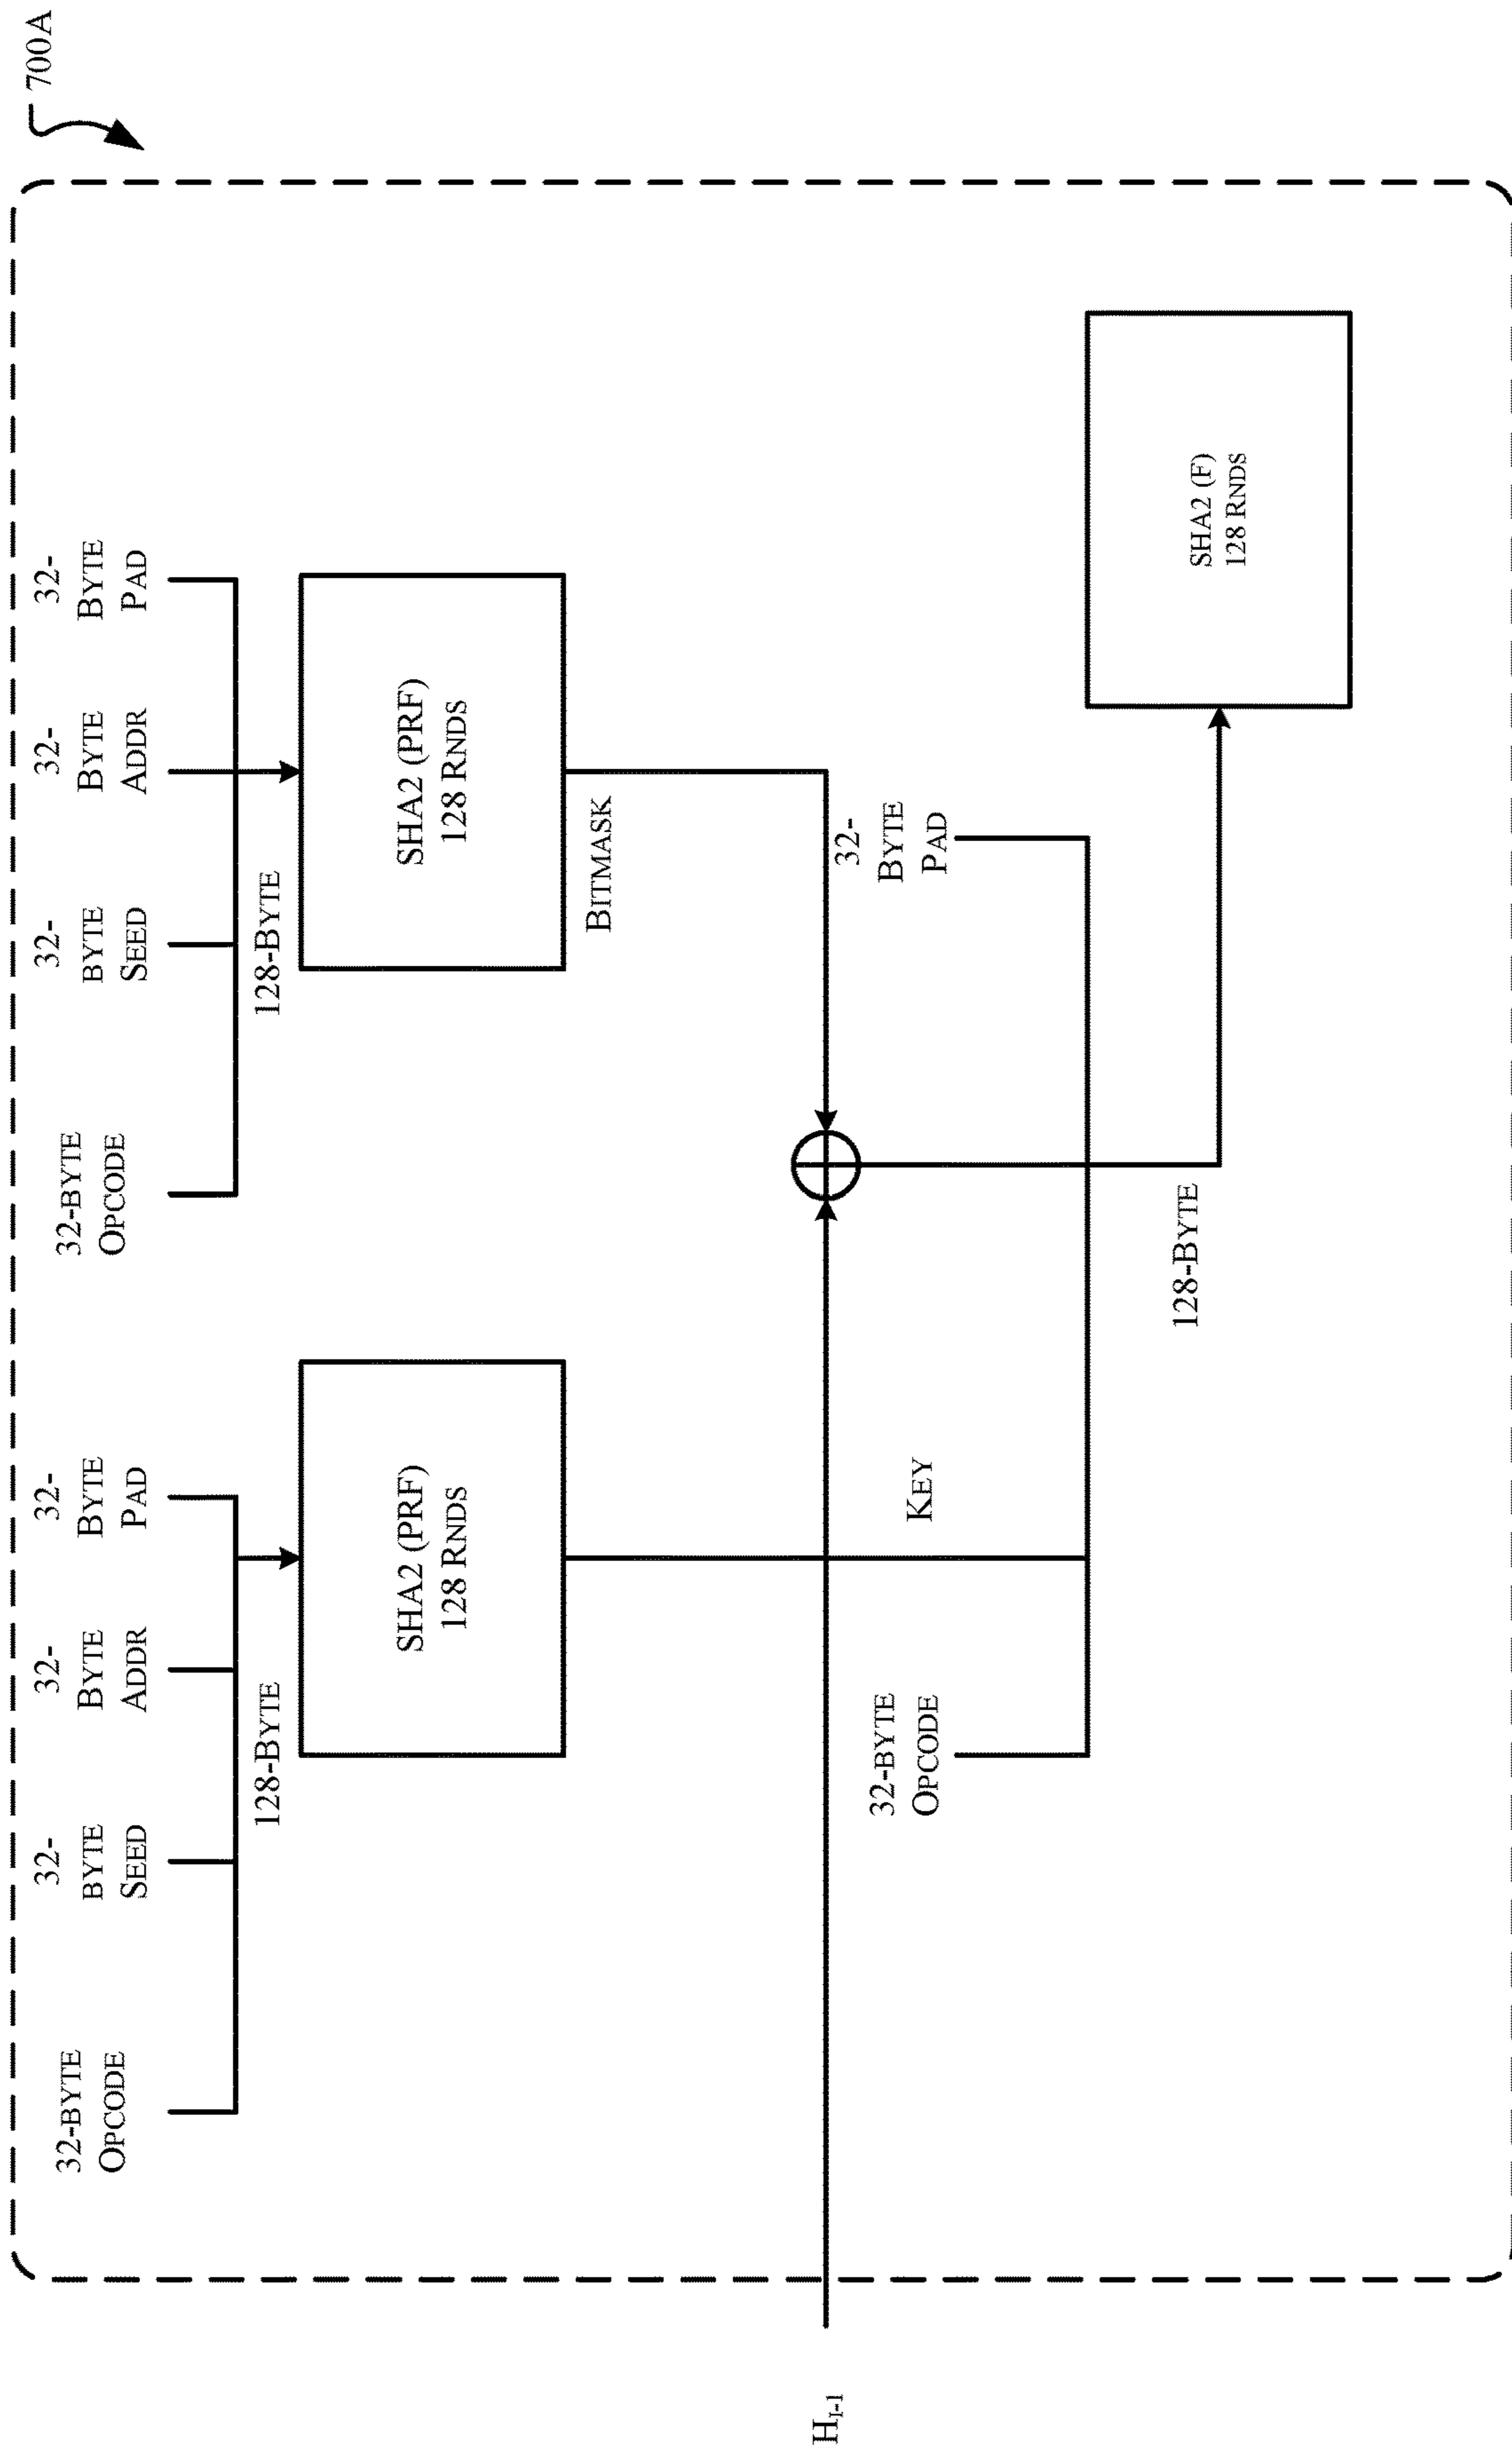 700A
32-BYTE
OPCODE
32-
BYTE
SEED
32-
BYTE
ADDR
32-
BYTE
PAD
32-BYTE
OPCODE
32-
BYTE
SEED
32-
BYTE
ADDR
32-
BYTE
PAD
128-BYTE
128-BYTE
SHA2 (PRF)
128 RNDS
SHA2 (PRF)
128 RNDS
BITMASK
H_{I-1}
32-BYTE
OPCODE
KEY
32-
BYTE
PAD
128-BYTE
SHA2 (F)
128 RNDS